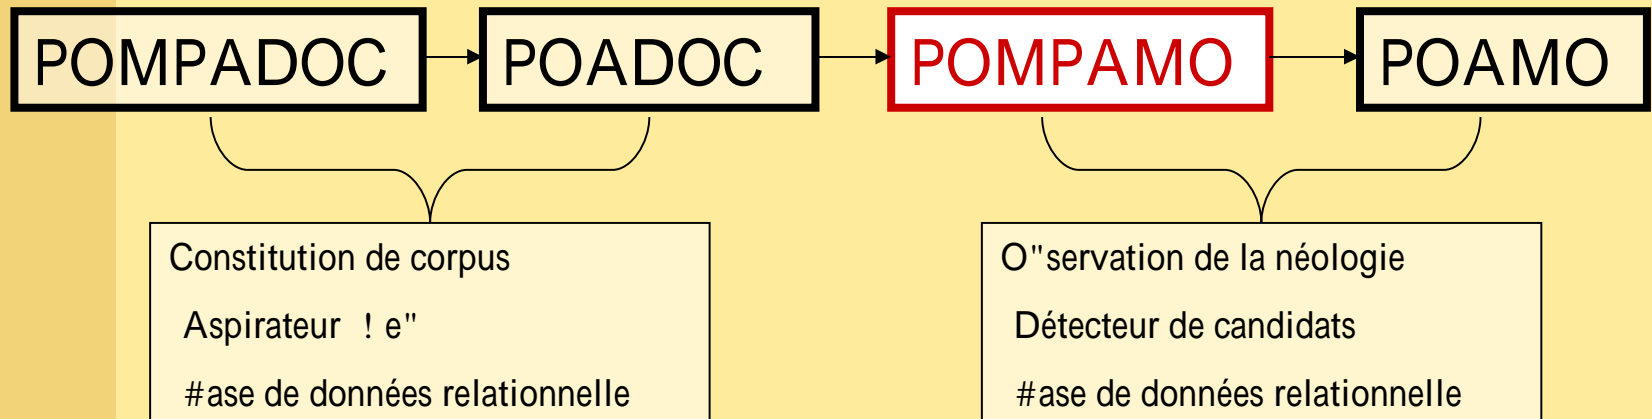 POMPADOC POADOC POMPAMO POAMO
Constitution de corpus
Aspirateur ! e"
#ase de données relationnelle
O"servation de la néologie
Détecteur de candidats
#ase de données relationnelle